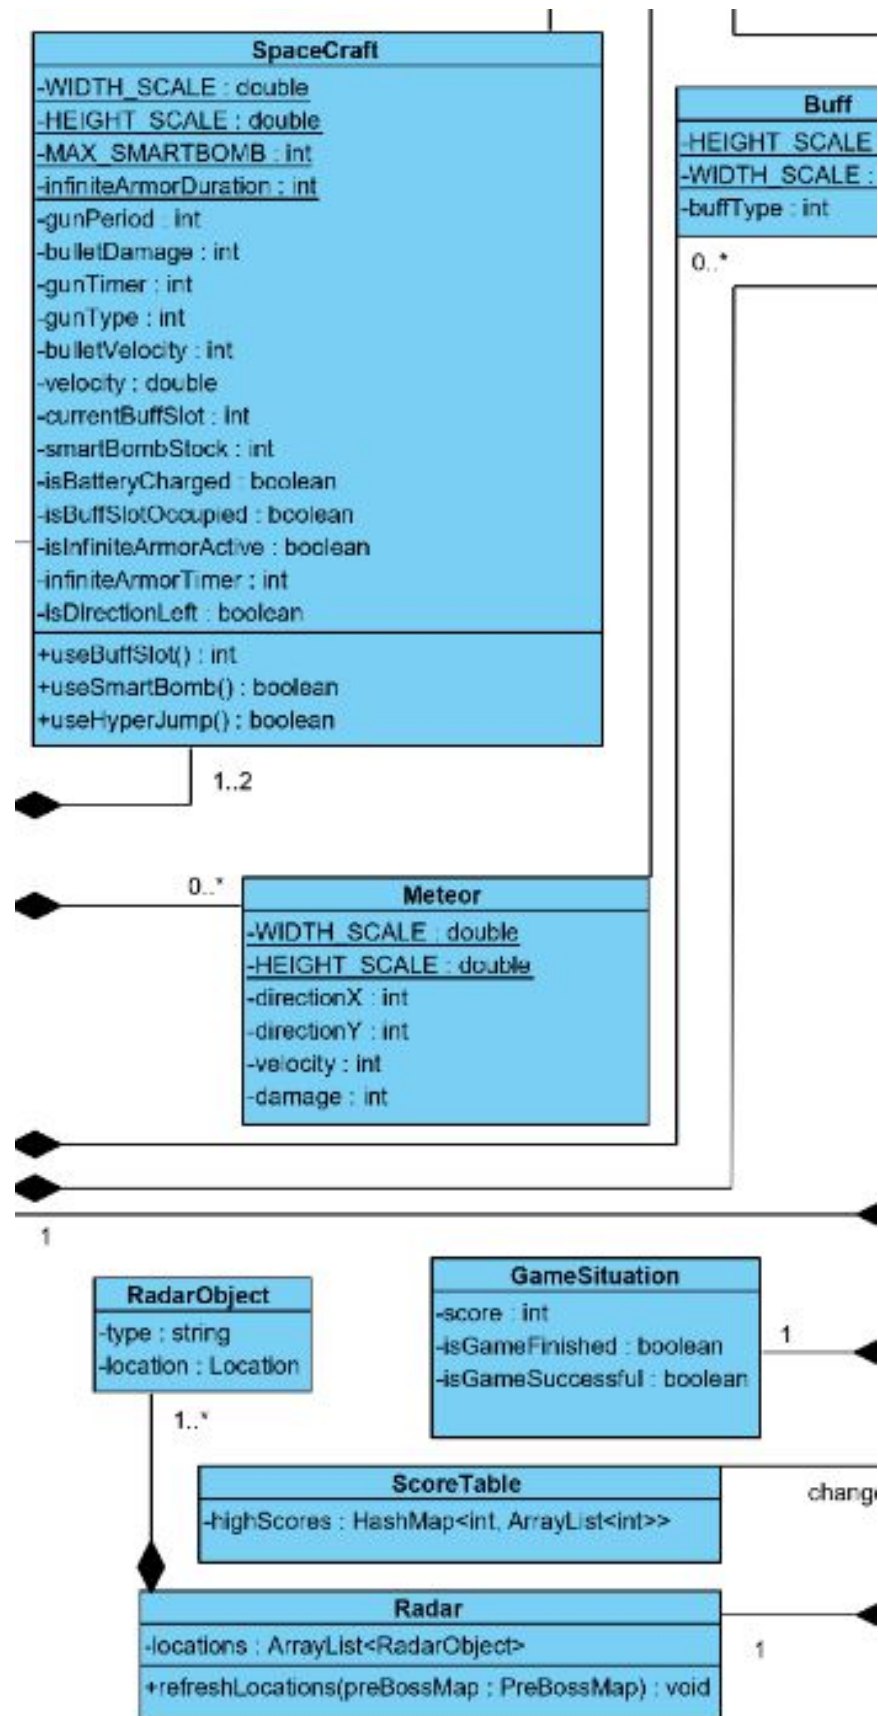 SpaceCraft
-WIDTH_SCALE : double
-HEIGHT_SCALE : double
-MAX_SMARTBOMB : int
-infiniteArmorDuration : int
-gunPeriod : int
-bulletDamage : int
-gunTimer : int
-gunType : int
-bulletVelocity : int
-velocity : double
-currentBuffSlot : int
-smartBombStock : int
-isBatteryCharged : boolean
-isBuffSlotOccupied : boolean
-isInfiniteArmorActive : boolean
-infiniteArmorTimer : int
-isDirectionLeft : boolean
+useBuffSlot() : int
+useSmartBomb() : boolean
+useHyperJump() : boolean
1..2
Buff
-HEIGHT_SCALE
-WIDTH_SCALE :
-buffType : int
0..*
0..*
Meteor
-WIDTH_SCALE : double
-HEIGHT_SCALE : double
-directionX : int
-directionY : int
-velocity : int
-damage : int
1
RadarObject
-type : string
-location : Location
1..*
GameSituation
-score : int
-isGameFinished : boolean
-isGameSuccessful : boolean
1
ScoreTable
-highScores : HashMap<int, ArrayList<int>>
change
Radar
-locations : ArrayList<RadarObject>
+refreshLocations(preBossMap : PreBossMap) : void
1